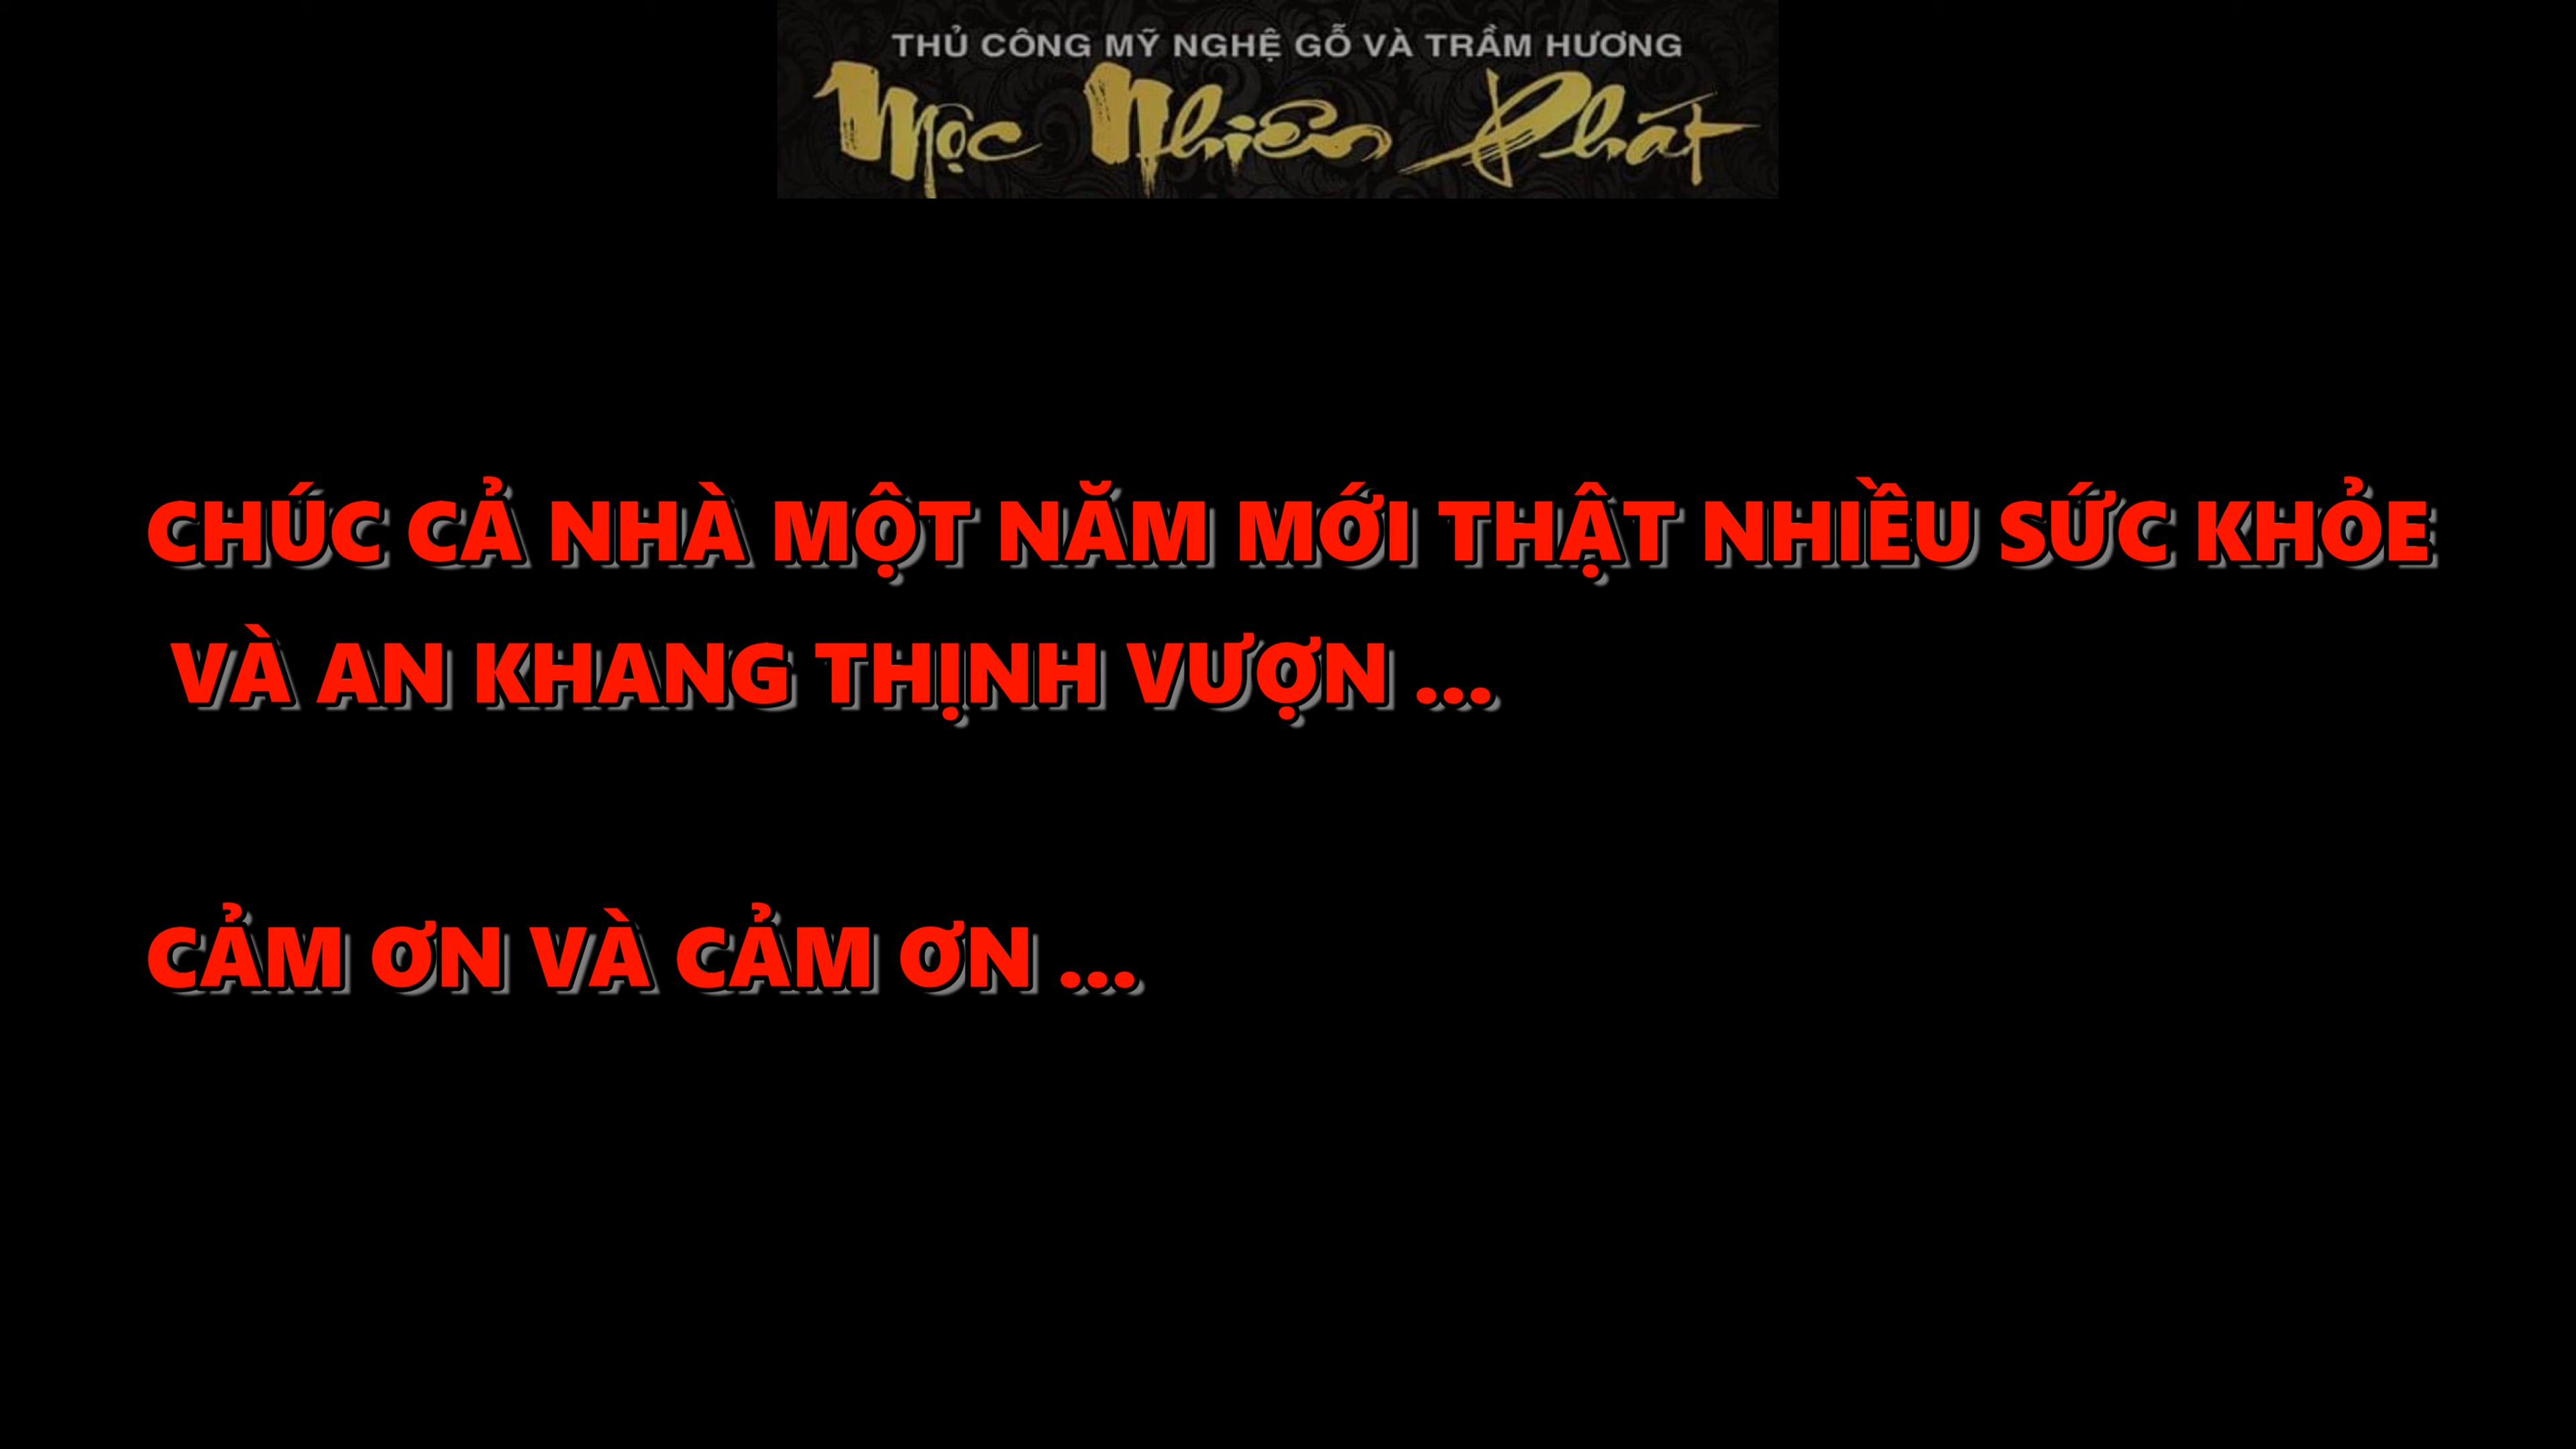 THỦ CÔNG MỸ NGHỆ GỖ VÀ TRẦM HƯƠNG
Mộc Nhiên Phát
CHÚC CẢ NHÀ MỘT NĂM MỚI THẬT NHIỀU SỨC KHỎE
VÀ AN KHANG THỊNH VƯỢN ...
CẢM ƠN VÀ CẢM ƠN ...